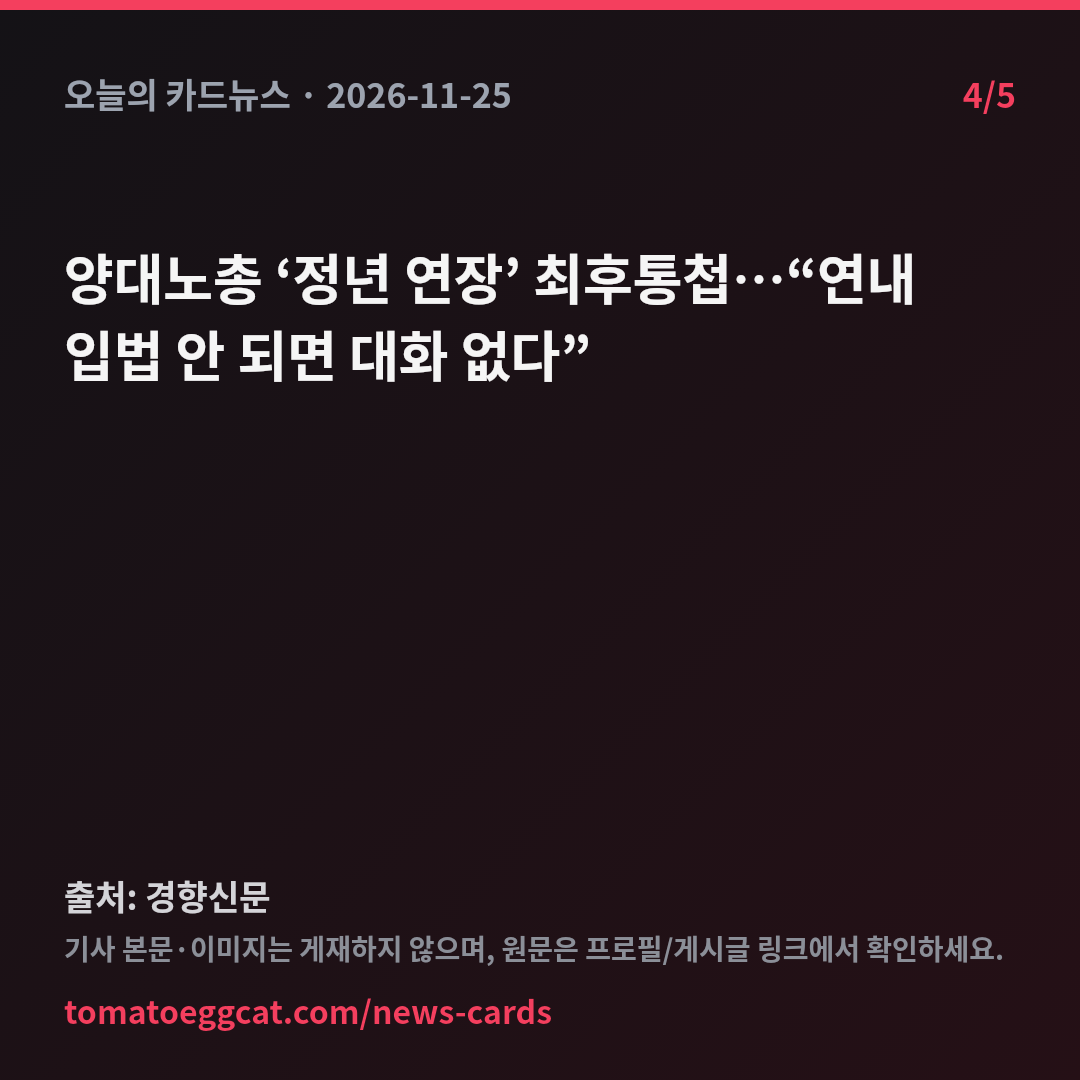 오늘의 카드뉴스 · 2026-11-25
4/5
양대노총 ‘정년 연장’ 최후통첩…“연내
입법 안 되면 대화 없다”
출처: 경향신문
기사 본문·이미지는 게재하지 않으며, 원문은 프로필/게시글 링크에서 확인하세요.
tomatoeggcat.com/news-cards